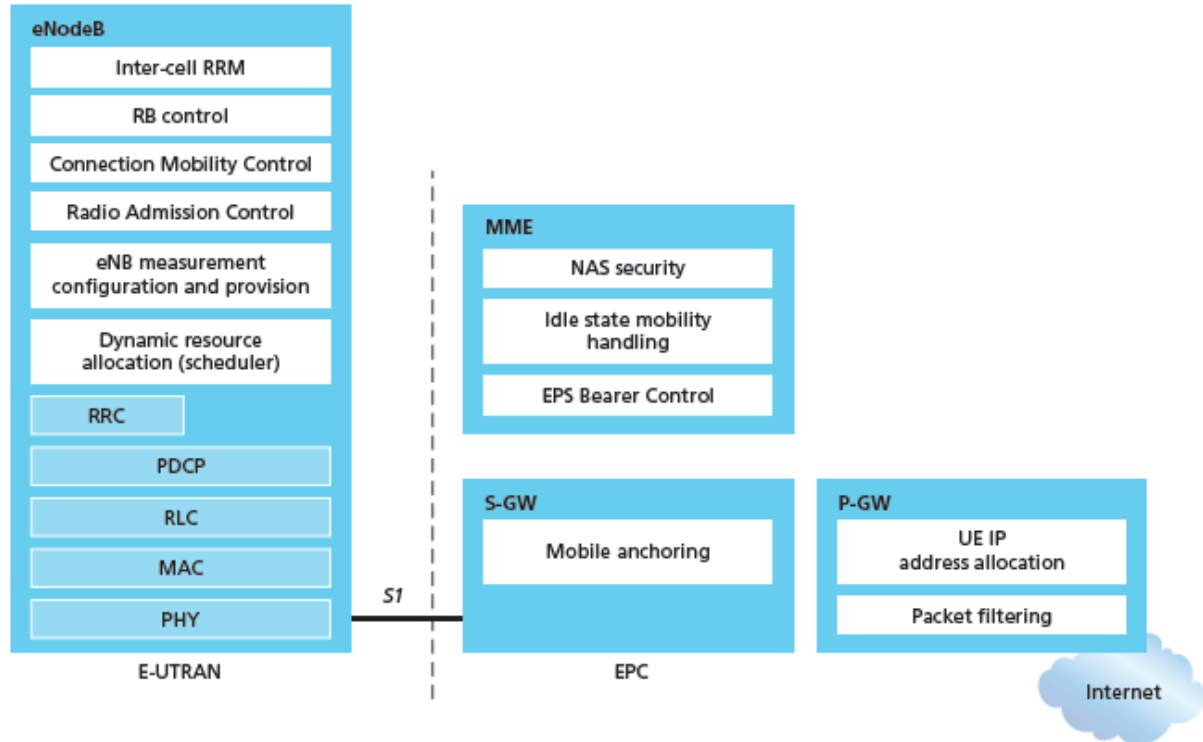 eNodeB
Inter-cell RRM
RB control
Connection Mobility Control
Radio Admission Control
eNB measurement
configuration and provision
Dynamic resource
allocation (scheduler)
RRC
PDCP
RLC
MAC
PHY
E-UTRAN
S1
MME
NAS security
Idle state mobility
handling
EPS Bearer Control
S-GW
Mobile anchoring
EPC
P-GW
UE IP
address allocation
Packet filtering
Internet